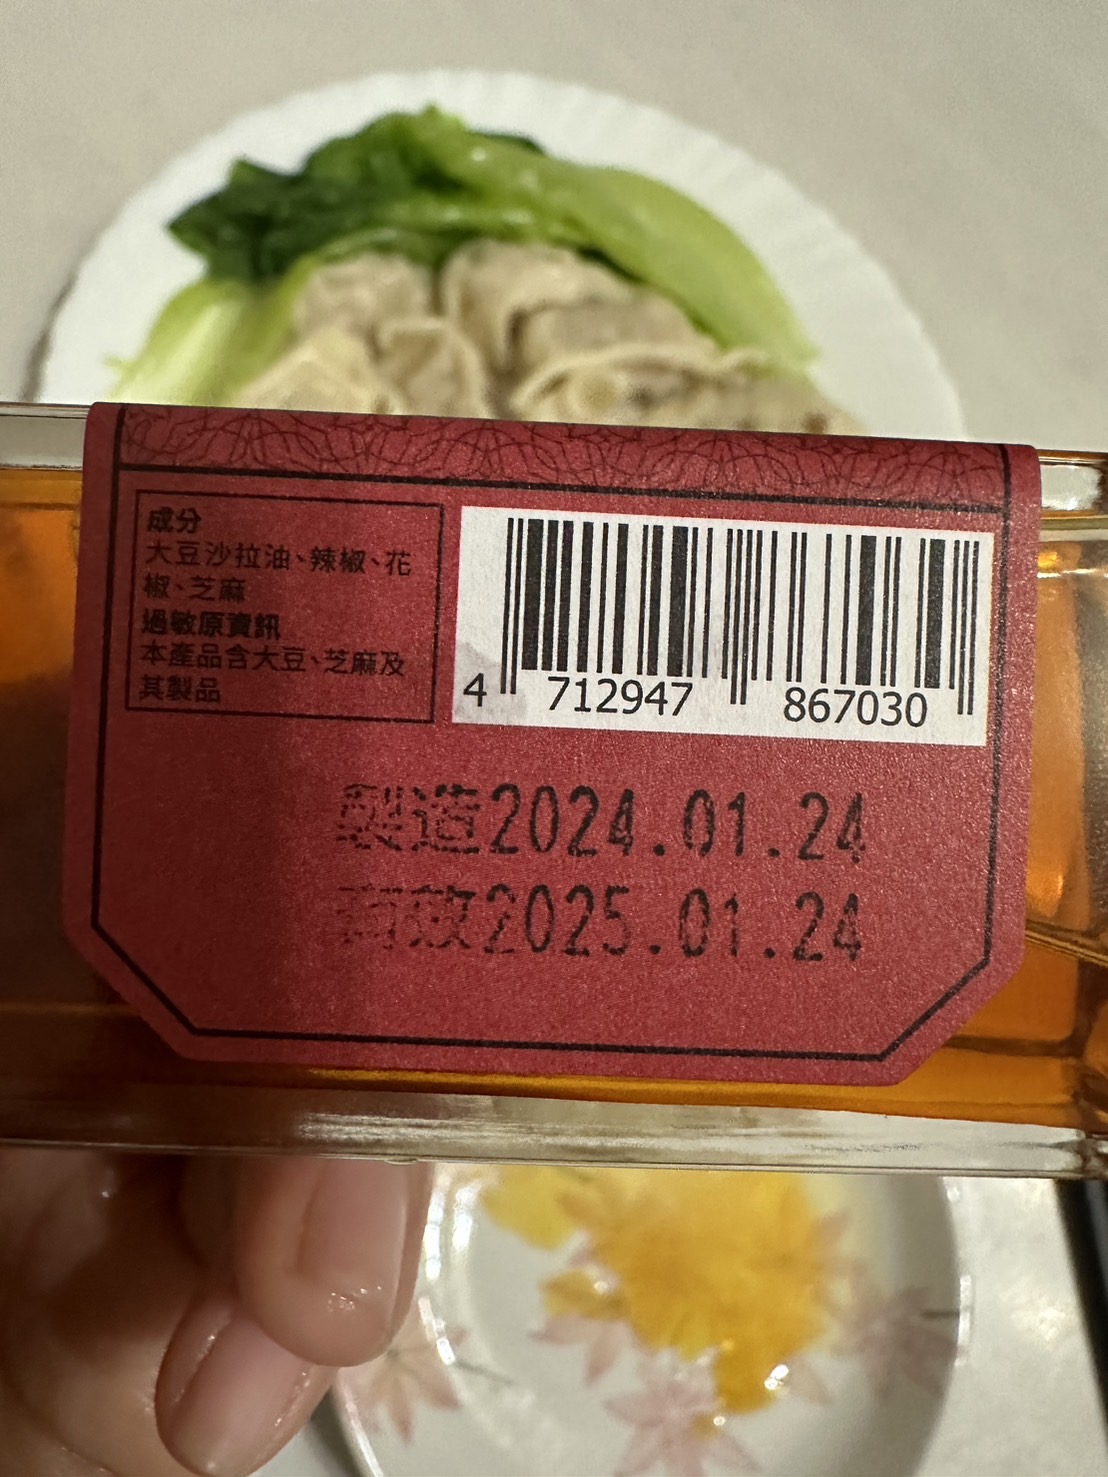 成分
大豆沙拉油、辣椒、花
椒、芝麻
過敏原資訊
本產品含大豆、芝麻及
其製品
4 712947 867030
製造2024.01.24
有效2025.01.24